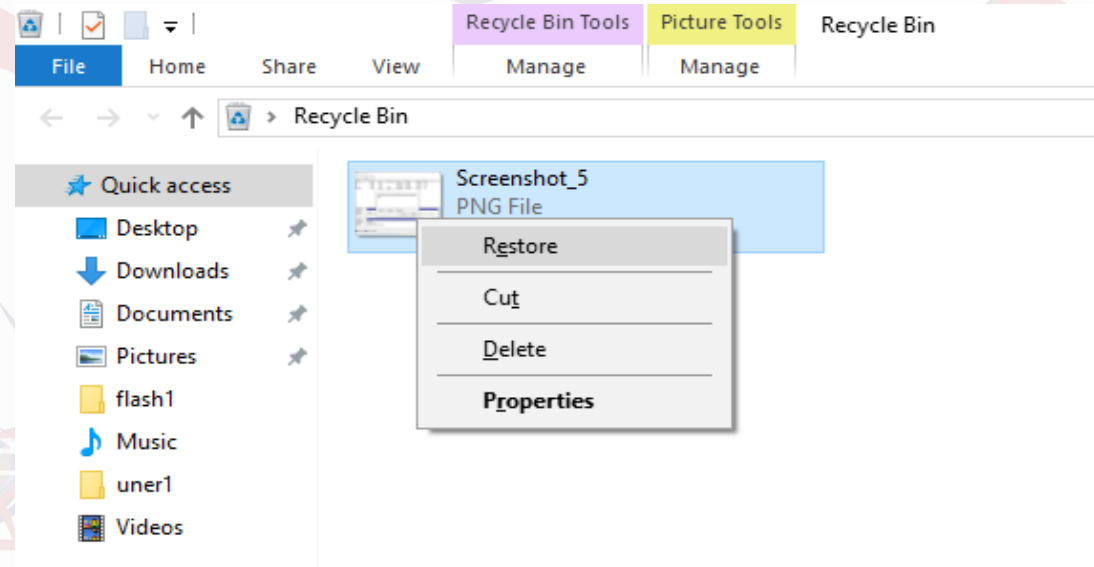 Recycle Bin Tools
Picture Tools
Recycle Bin
File
Home
Share
View
Manage
Manage
Recycle Bin
Quick access
Desktop
Downloads
Documents
Pictures
flash1
Music
uner1
Videos
Screenshot_5
PNG File
Restore
Cut
Delete
Properties